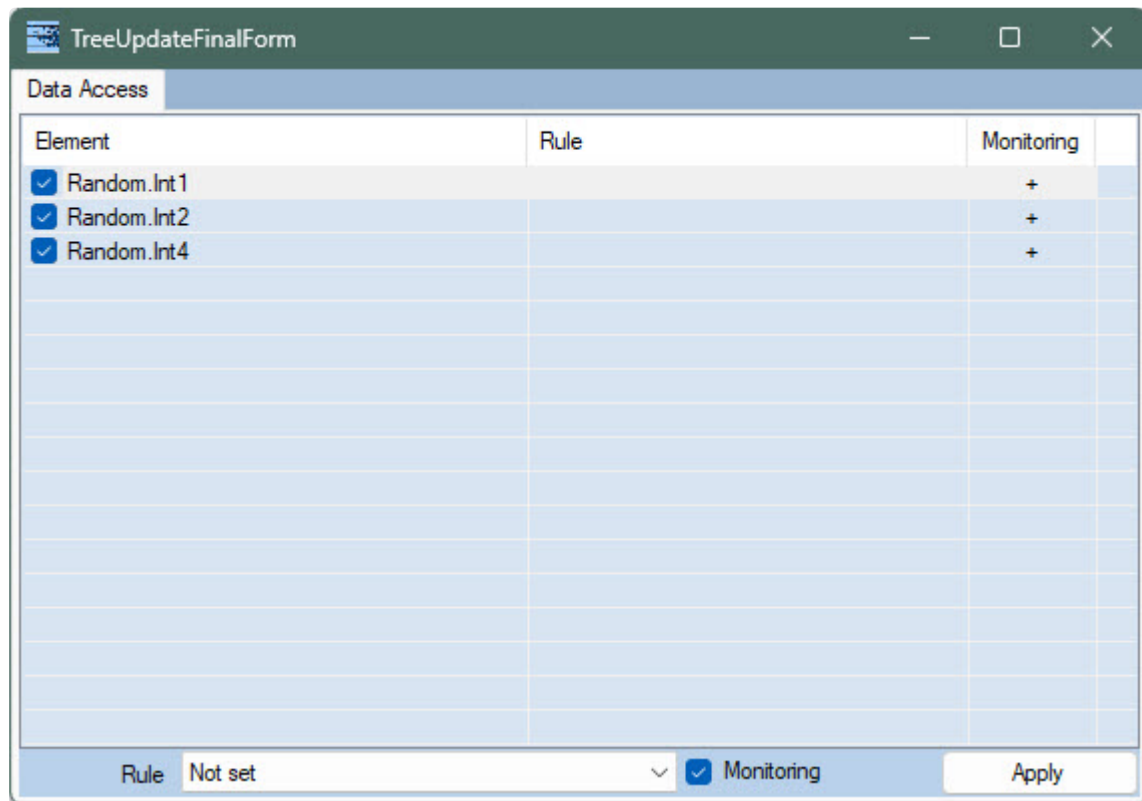 TreeUpdateFinalForm
Data Access
Element Rule Monitoring
Random.Int1 +
Random.Int2 +
Random.Int4 +
Rule Not set Monitoring Apply